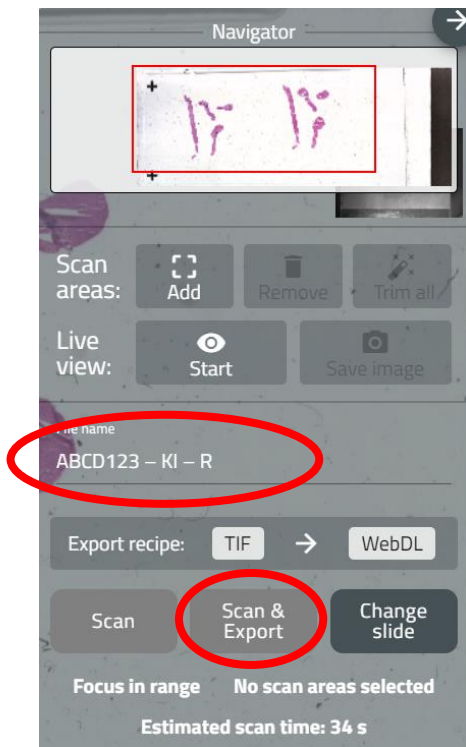 Navigator
Scan areas:
Add
Remove
Trim all
Live view:
Start
Save image
File name
ABCD123 – KI – R
Export recipe: TIF → WebDL
Scan
Scan & Export
Change slide
Focus in range No scan areas selected
Estimated scan time: 34 s